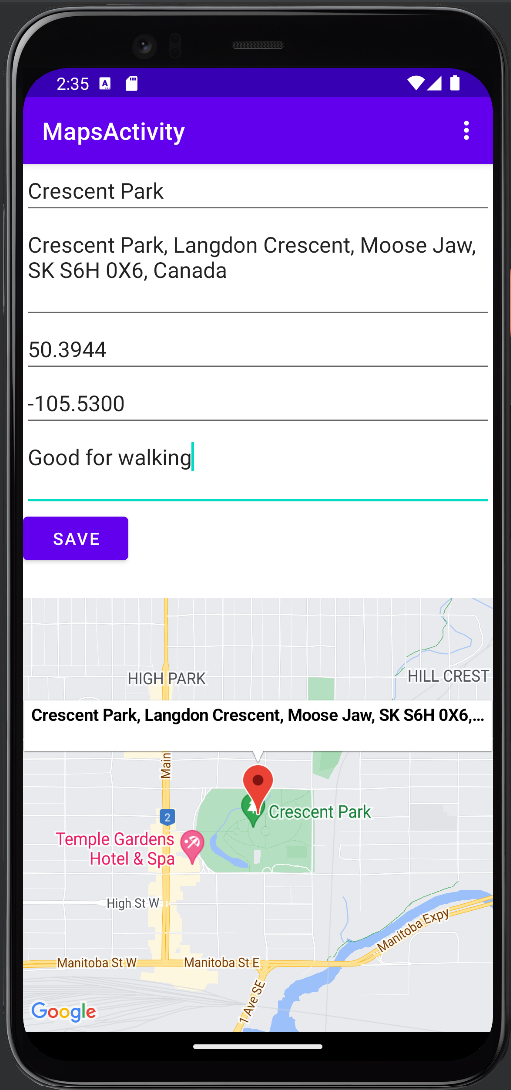 2:35
MapsActivity
Crescent Park
Crescent Park, Langdon Crescent, Moose Jaw,
SK S6H 0X6, Canada
50.3944
-105.5300
Good for walking
SAVE
HIGH PARK
HILL CREST
Crescent Park, Langdon Crescent, Moose Jaw, SK S6H 0X6,...
Main
2
Crescent Park
Temple Gardens
Hotel & Spa
High St W
Manitoba Expy
Manitoba St W
Manitoba St E
1 Ave SE
Google